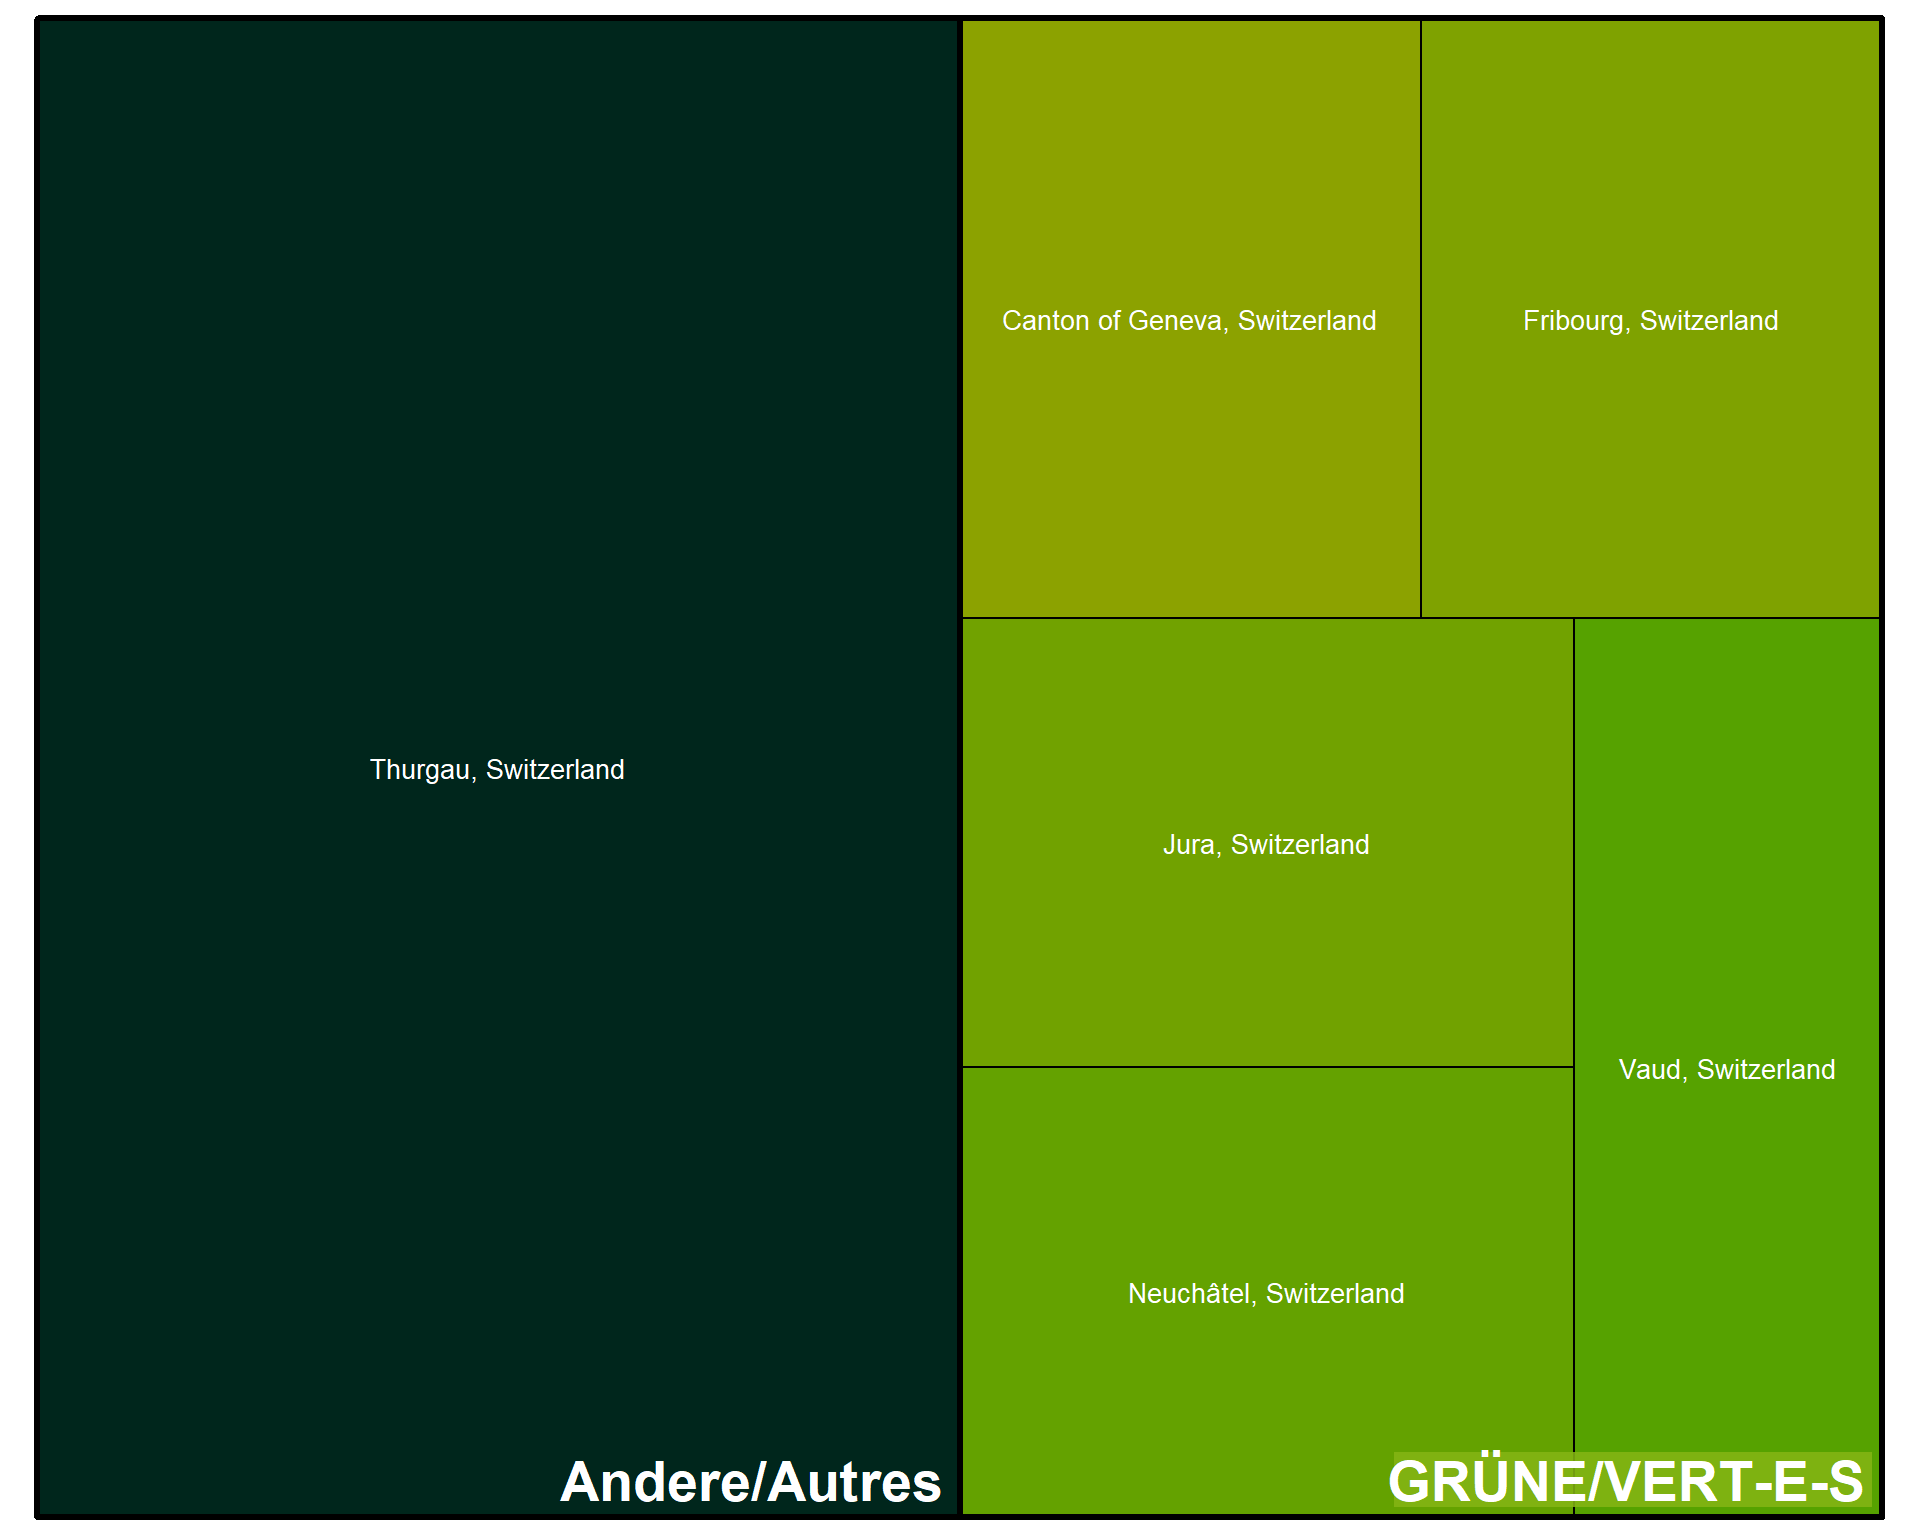 Canton of Geneva, Switzerland
Fribourg, Switzerland
Thurgau, Switzerland
Jura, Switzerland
Vaud, Switzerland
Neuchâtel, Switzerland
Andere/Autres
GRÜNE/VERT-E-S